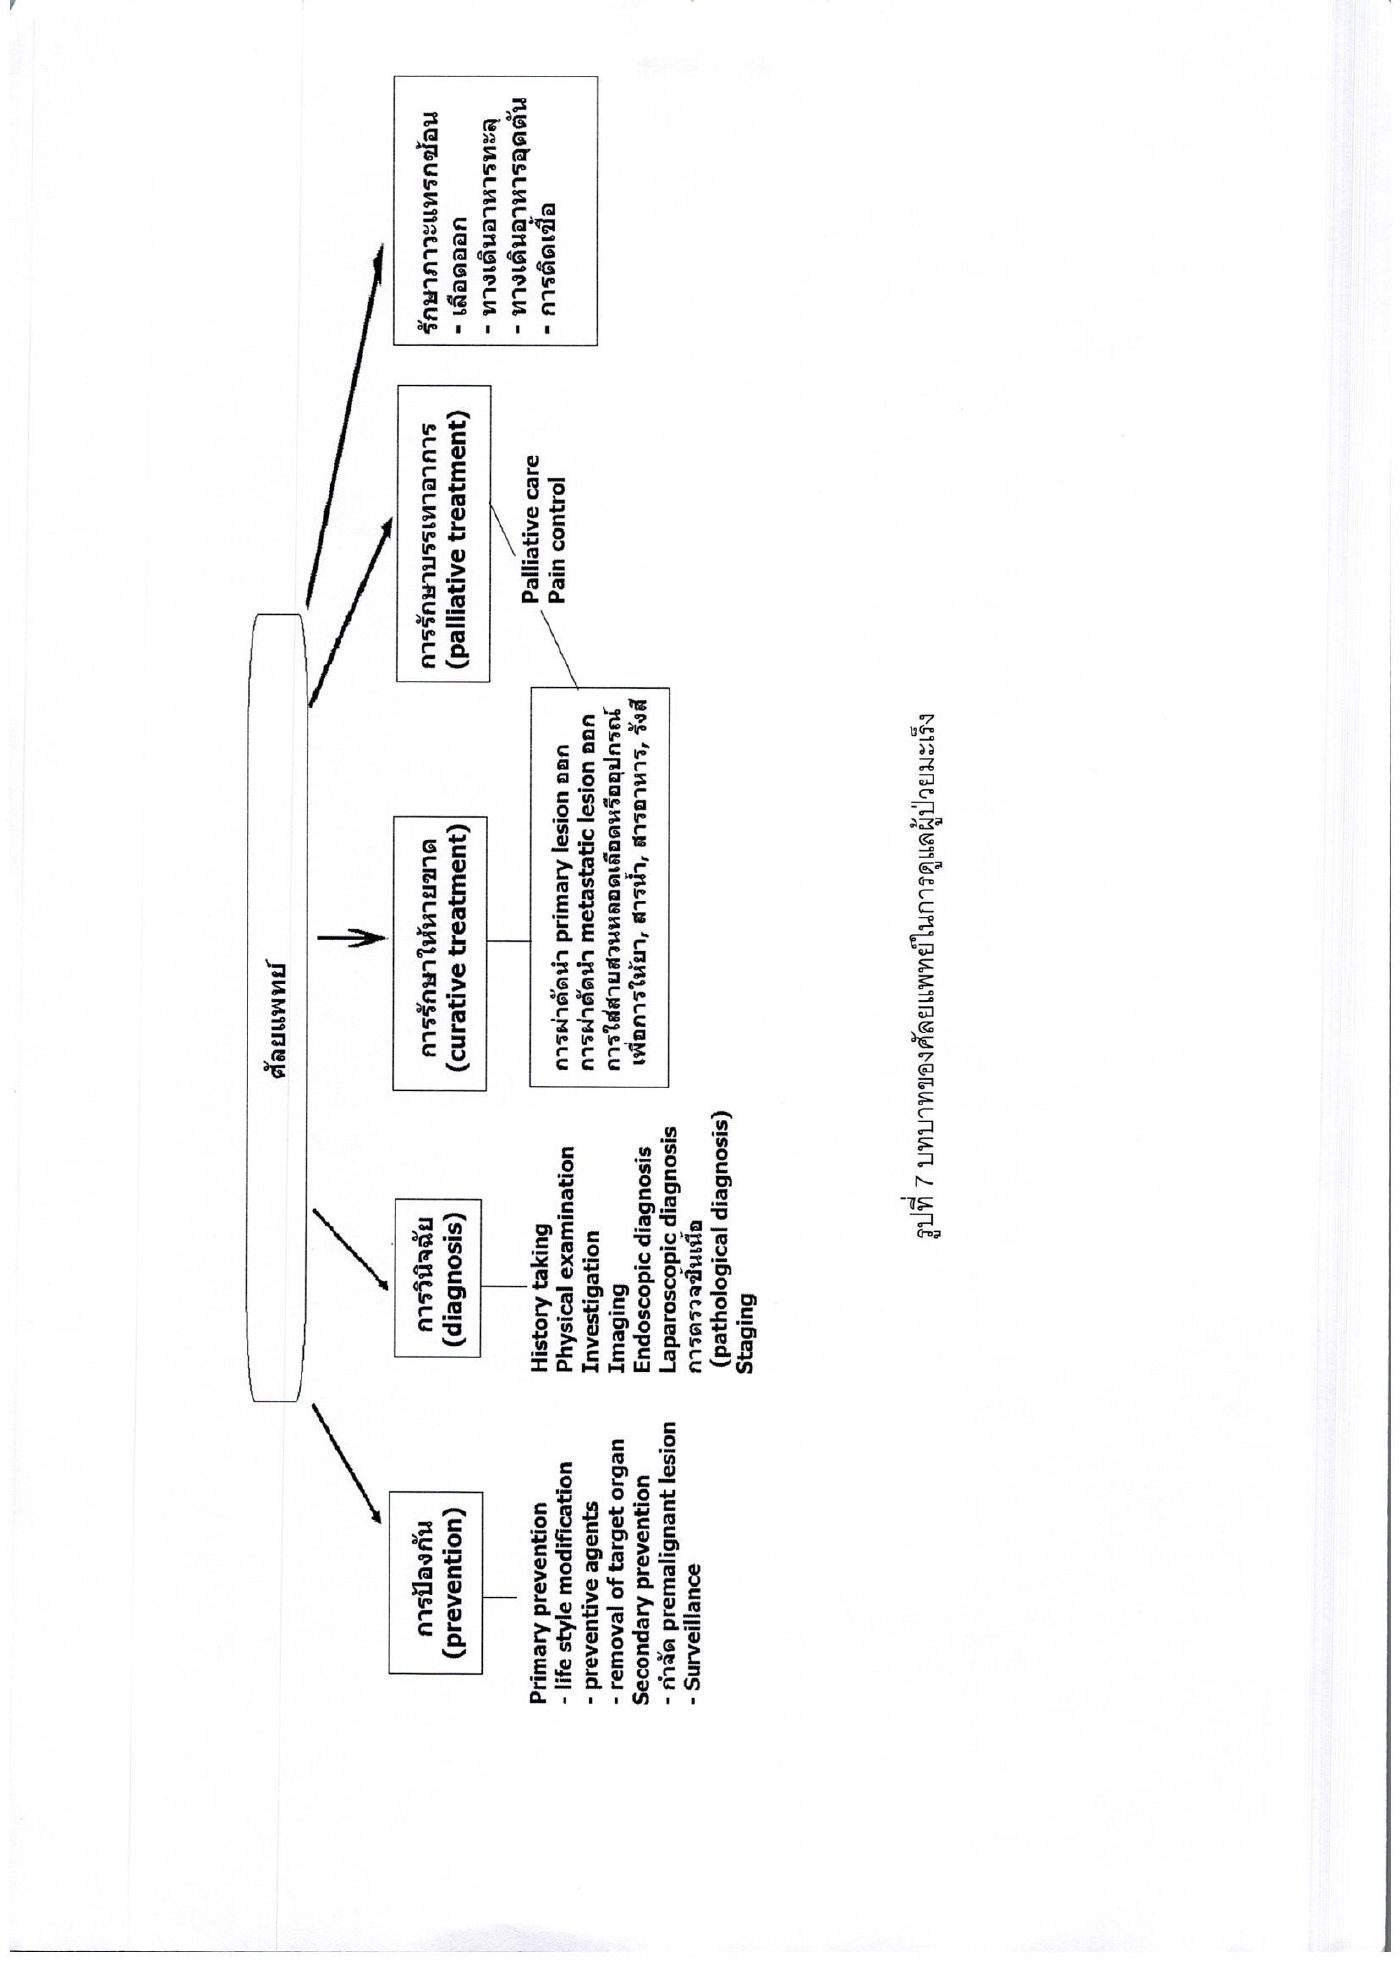 ศัลยแพทย์
การป้องกัน
(prevention)
Primary prevention
- life style modification
- preventive agents
- removal of target organ
Secondary prevention
- กำจัด premalignant lesion
- Surveillance
การวินิจฉัย
(diagnosis)
History taking
Physical examination
Investigation
Imaging
Endoscopic diagnosis
Laparoscopic diagnosis
การตรวจชิ้นเนื้อ
(pathological diagnosis)
Staging
การรักษาให้หายขาด
(curative treatment)
การผ่าตัดนำ primary lesion ออก
การผ่าตัดนำ metastatic lesion ออก
การใส่สายสวนหลอดเลือดหรืออุปกรณ์
เพื่อการให้ยา, สารน้ำ, สารอาหาร, รังสี
การรักษาบรรเทาอาการ
(palliative treatment)
Palliative care
Pain control
รักษาภาวะแทรกซ้อน
- เลือดออก
- ทางเดินอาหารทะลุ
- ทางเดินอาหารอุดตัน
- การติดเชื้อ
รูปที่ 7 บทบาทของศัลยแพทย์ในการดูแลผู้ป่วยมะเร็ง